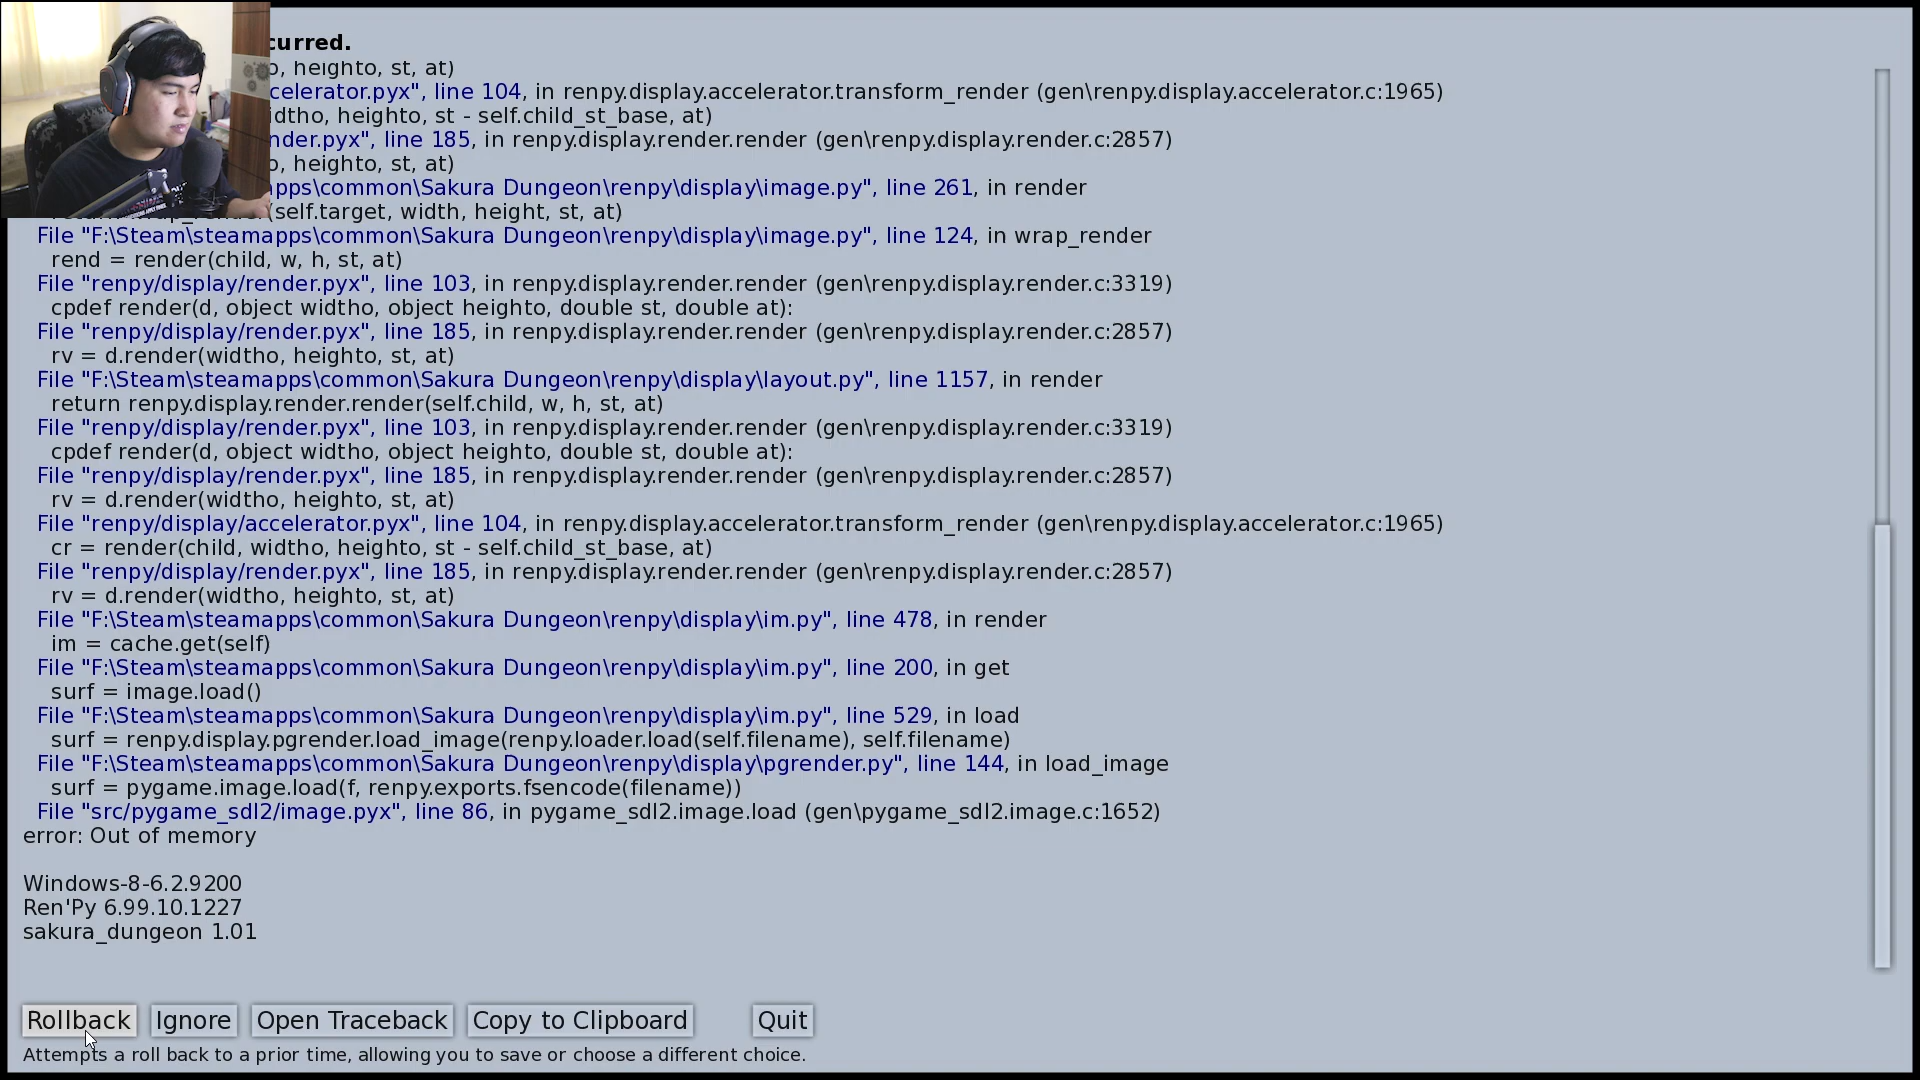 curred.
o, heighto, st, at)
celerator.pyx", line 104, in renpy.display.accelerator.transform_render (gen\renpy.display.accelerator.c:1965)
idtho, heighto, st - self.child_st_base, at)
nder.pyx", line 185, in renpy.display.render.render (gen\renpy.display.render.c:2857)
o, heighto, st, at)
apps\common\Sakura Dungeon\renpy\display\image.py", line 261, in render
(self.target, width, height, st, at)
File "F:\Steam\steamapps\common\Sakura Dungeon\renpy\display\image.py", line 124, in wrap_render
rend = render(child, w, h, st, at)
File "renpy/display/render.pyx", line 103, in renpy.display.render.render (gen\renpy.display.render.c:3319)
cpdef render(d, object widtho, object heighto, double st, double at):
File "renpy/display/render.pyx", line 185, in renpy.display.render.render (gen\renpy.display.render.c:2857)
rv = d.render(widtho, heighto, st, at)
File "F:\Steam\steamapps\common\Sakura Dungeon\renpy\display\layout.py", line 1157, in render
return renpy.display.render.render(self.child, w, h, st, at)
File "renpy/display/render.pyx", line 103, in renpy.display.render.render (gen\renpy.display.render.c:3319)
cpdef render(d, object widtho, object heighto, double st, double at):
File "renpy/display/render.pyx", line 185, in renpy.display.render.render (gen\renpy.display.render.c:2857)
rv = d.render(widtho, heighto, st, at)
File "renpy/display/accelerator.pyx", line 104, in renpy.display.accelerator.transform_render (gen\renpy.display.accelerator.c:1965)
cr = render(child, widtho, heighto, st - self.child_st_base, at)
File "renpy/display/render.pyx", line 185, in renpy.display.render.render (gen\renpy.display.render.c:2857)
rv = d.render(widtho, heighto, st, at)
File "F:\Steam\steamapps\common\Sakura Dungeon\renpy\display\im.py", line 478, in render
im = cache.get(self)
File "F:\Steam\steamapps\common\Sakura Dungeon\renpy\display\im.py", line 200, in get
surf = image.load()
File "F:\Steam\steamapps\common\Sakura Dungeon\renpy\display\im.py", line 529, in load
surf = renpy.display.pgrender.load_image(renpy.loader.load(self.filename), self.filename)
File "F:\Steam\steamapps\common\Sakura Dungeon\renpy\display\pgrender.py", line 144, in load_image
surf = pygame.image.load(f, renpy.exports.fsencode(filename))
File "src/pygame_sdl2/image.pyx", line 86, in pygame_sdl2.image.load (gen\pygame_sdl2.image.c:1652)
error: Out of memory
Windows-8-6.2.9200
Ren'Py 6.99.10.1227
sakura_dungeon 1.01
Rollback Ignore Open Traceback Copy to Clipboard Quit
Attempts a roll back to a prior time, allowing you to save or choose a different choice.